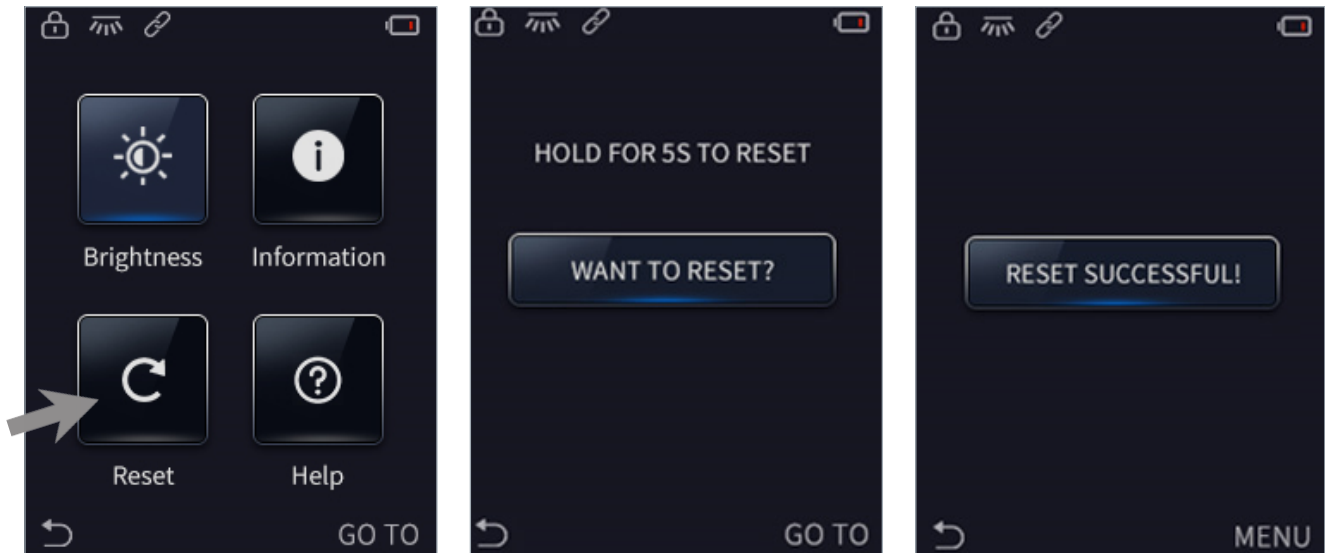 Brightness
Information
Reset
Help
GO TO
HOLD FOR 5S TO RESET
WANT TO RESET?
GO TO
RESET SUCCESSFUL!
MENU